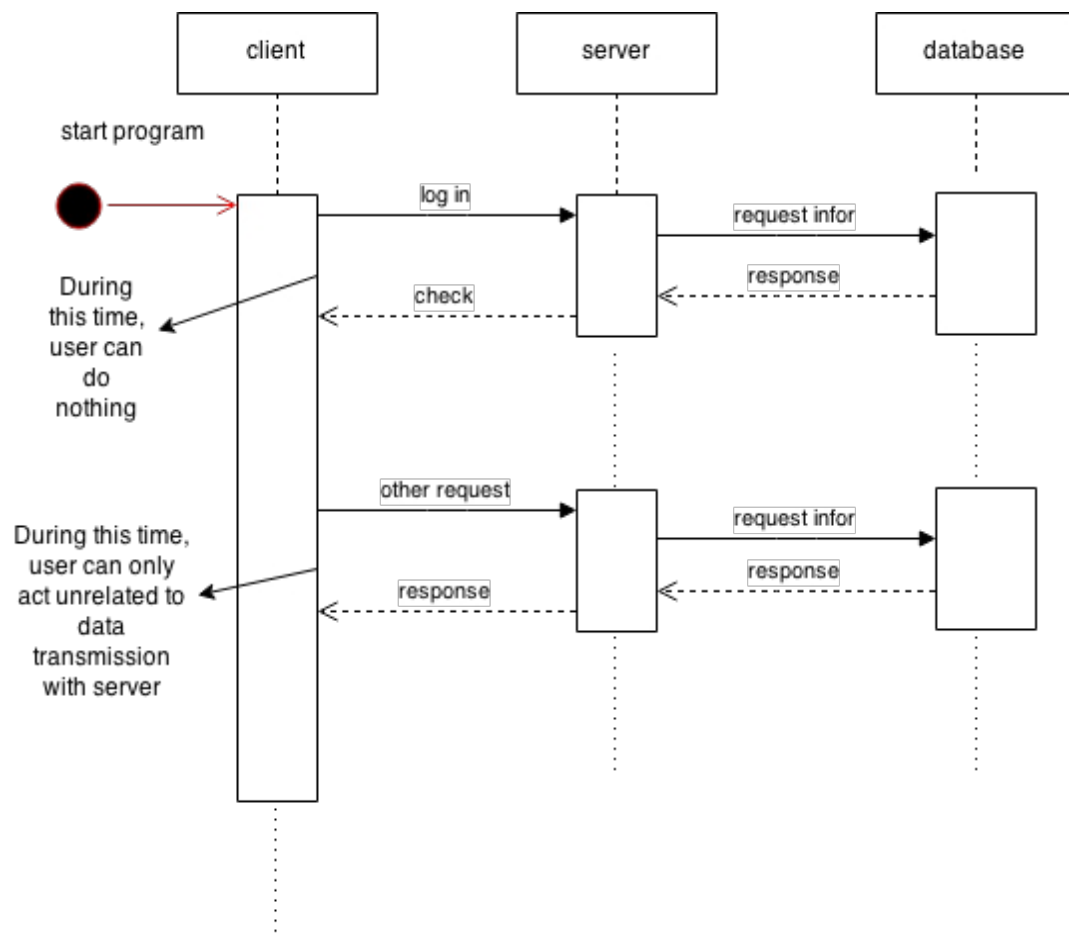 client
server
database
start program
log in
request infor
response
check
During
this time,
user can
do
nothing
other request
request infor
response
response
During this time,
user can only
act unrelated to
data
transmission
with server